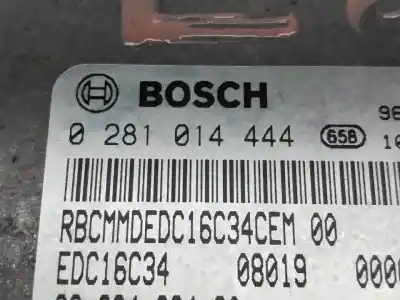 BOSCH
0 281 014 444 658
RBCMMDEDC16C34CEM 00
EDC16C34 08019